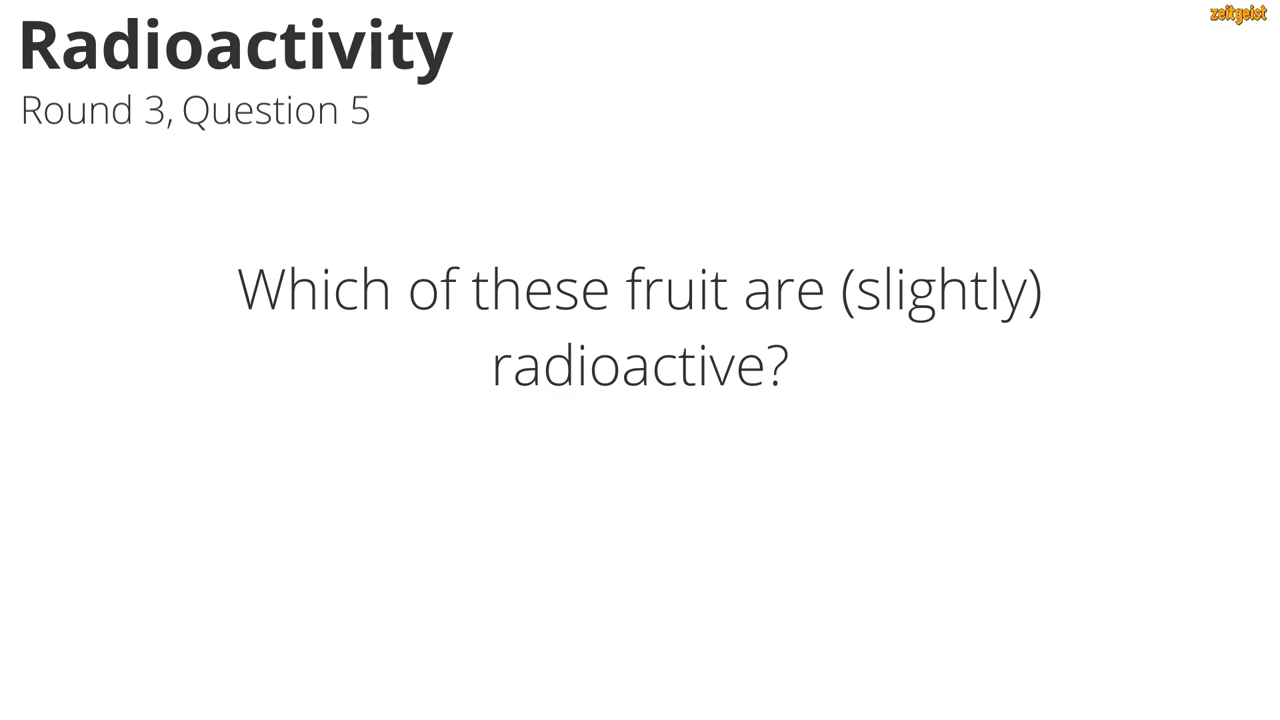 Radioactivity
zeitgeist
Round 3, Question 5
Which of these fruit are (slightly)
radioactive?